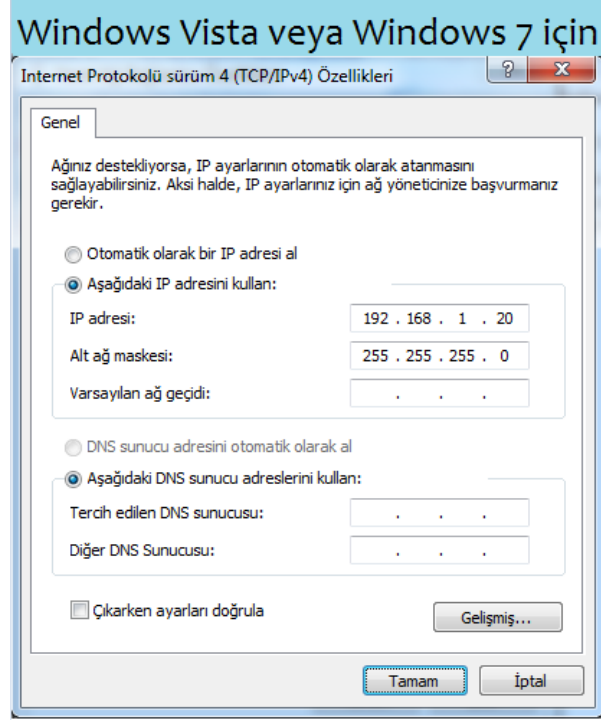 Windows Vista veya Windows 7 için
Internet Protokolü sürüm 4 (TCP/IPv4) Özellikleri
Genel
Ağınız destekliyorsa, IP ayarlarının otomatik olarak atanmasını
sağlayabilirsiniz. Aksi halde, IP ayarlarınız için ağ yöneticinize başvurmanız
gerekir.
Otomatik olarak bir IP adresi al
Aşağıdaki IP adresini kullan:
IP adresi: 192 . 168 . 1 . 20
Alt ağ maskesi: 255 . 255 . 255 . 0
Varsayılan ağ geçidi: . . .
DNS sunucu adresini otomatik olarak al
Aşağıdaki DNS sunucu adreslerini kullan:
Tercih edilen DNS sunucusu: . . .
Diğer DNS Sunucusu: . . .
Çıkarken ayarları doğrula
Gelişmiş...
Tamam İptal